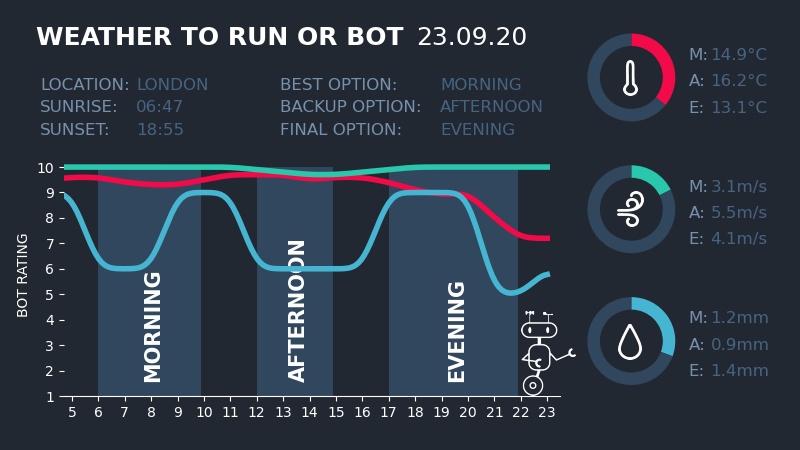 WEATHER TO RUN OR BOT 23.09.20
LOCATION: LONDON
SUNRISE: 06:47
SUNSET: 18:55
BEST OPTION: MORNING
BACKUP OPTION: AFTERNOON
FINAL OPTION: EVENING
M: 14.9°C
A: 16.2°C
E: 13.1°C
M: 3.1m/s
A: 5.5m/s
E: 4.1m/s
M: 1.2mm
A: 0.9mm
E: 1.4mm
BOT RATING
10
9
8
7
6
5
4
3
2
1
MORNING
AFTERNOON
EVENING
5 6 7 8 9 10 11 12 13 14 15 16 17 18 19 20 21 22 23